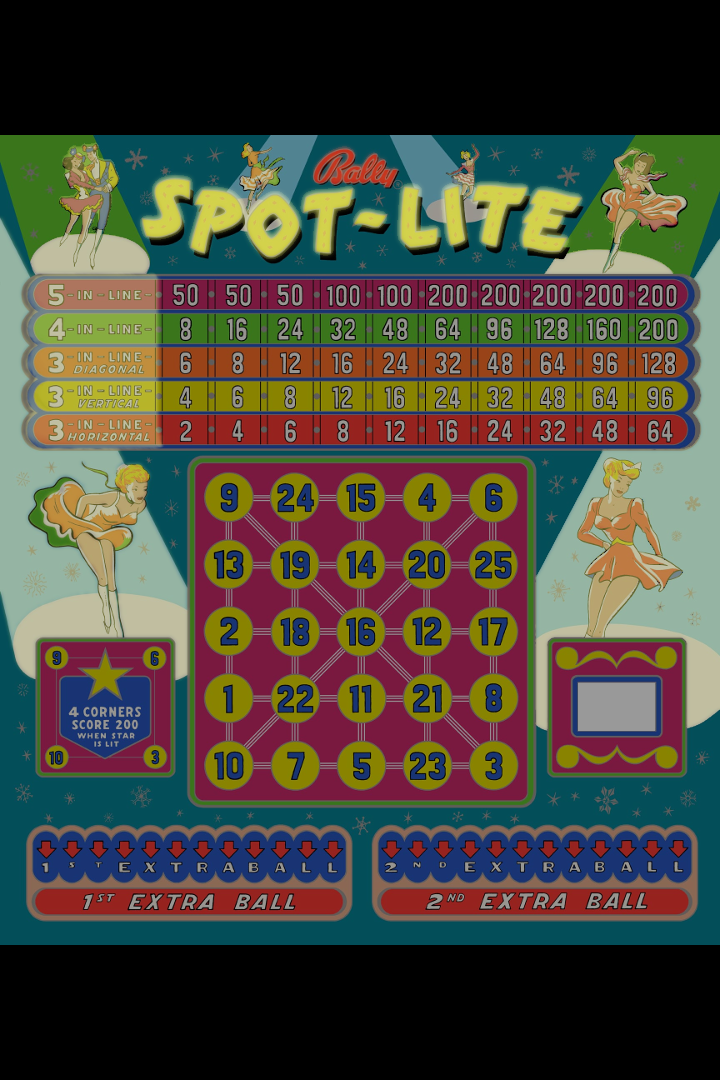 Bally
SPOT-LITE
5-IN-LINE- 50 50 50 100 100 200 200 200 200 200
4-IN-LINE- 8 16 24 32 48 64 96 128 160 200
3-IN-LINE- DIAGONAL 6 8 12 16 24 32 48 64 96 128
3-IN-LINE- VERTICAL 4 6 8 12 16 24 32 48 64 96
3-IN-LINE- HORIZONTAL 2 4 6 8 12 16 24 32 48 64
9 24 15 4 6
13 19 14 20 25
2 18 16 12 17
1 22 11 21 8
10 7 5 23 3
9 6
4 CORNERS
SCORE 200
WHEN STAR
IS LIT
10 3
1ST EXTRA BALL
1ST EXTRA BALL
2ND EXTRA BALL
2ND EXTRA BALL